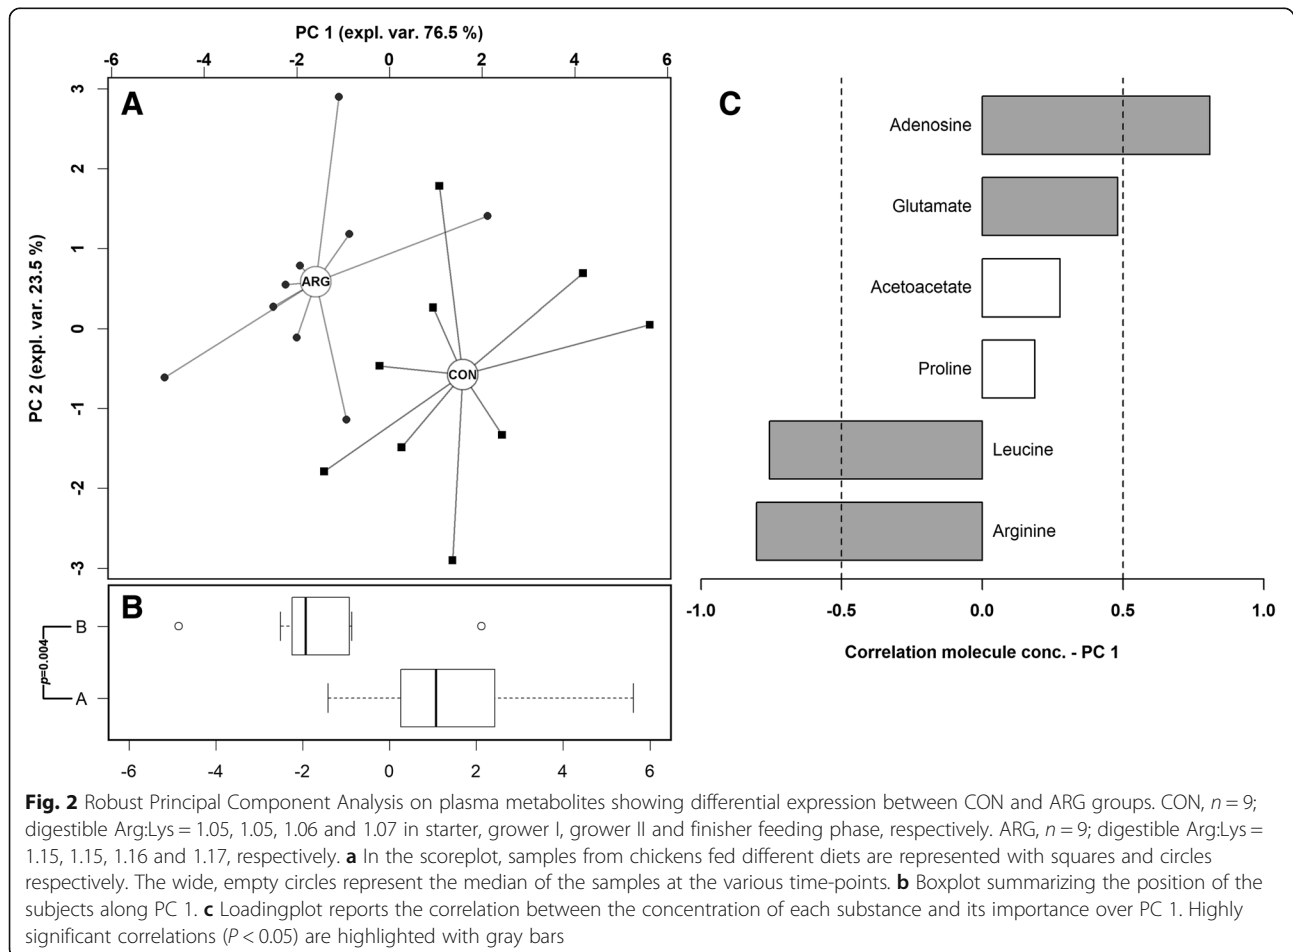 PC 1 (expl. var. 76.5 %)
-6 -4 -2 0 2 4 6
A
PC 2 (expl. var. 23.5 %)
3
2
1
0
-1
-2
-3
ARG
CON
B
B
A
p=0.004
-6 -4 -2 0 2 4 6
C
Adenosine
Glutamate
Acetoacetate
Proline
Leucine
Arginine
-1.0 -0.5 0.0 0.5 1.0
Correlation molecule conc. - PC 1
Fig. 2 Robust Principal Component Analysis on plasma metabolites showing differential expression between CON and ARG groups. CON, n = 9;
digestible Arg:Lys = 1.05, 1.05, 1.06 and 1.07 in starter, grower I, grower II and finisher feeding phase, respectively. ARG, n = 9; digestible Arg:Lys =
1.15, 1.15, 1.16 and 1.17, respectively. a In the scoreplot, samples from chickens fed different diets are represented with squares and circles
respectively. The wide, empty circles represent the median of the samples at the various time-points. b Boxplot summarizing the position of the
subjects along PC 1. c Loadingplot reports the correlation between the concentration of each substance and its importance over PC 1. Highly
significant correlations (P < 0.05) are highlighted with gray bars